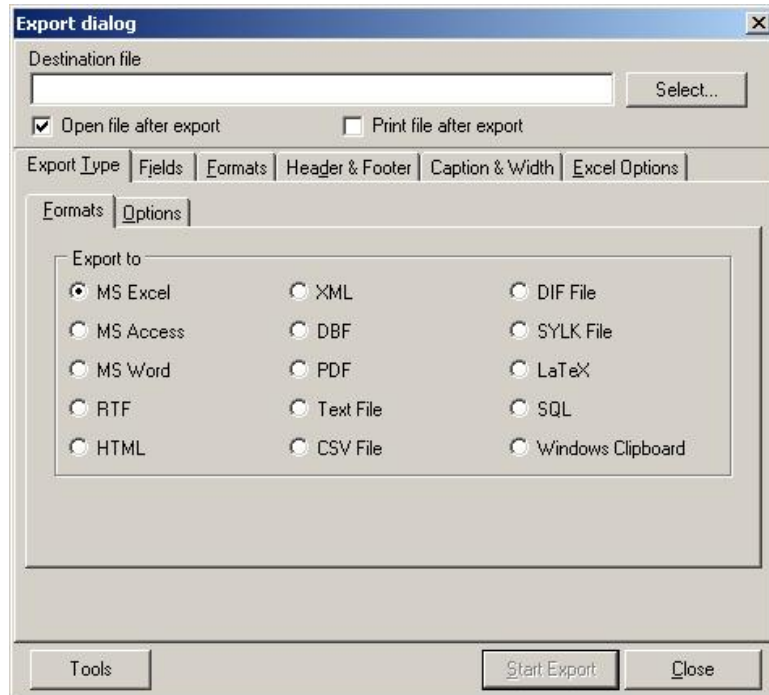 Export dialog
Destination file
Select...
Open file after export Print file after export
Export Type Fields Formats Header & Footer Caption & Width Excel Options
Formats Options
Export to
MS Excel XML DIF File
MS Access DBF SYLK File
MS Word PDF LaTeX
RTF Text File SQL
HTML CSV File Windows Clipboard
Tools Start Export Close